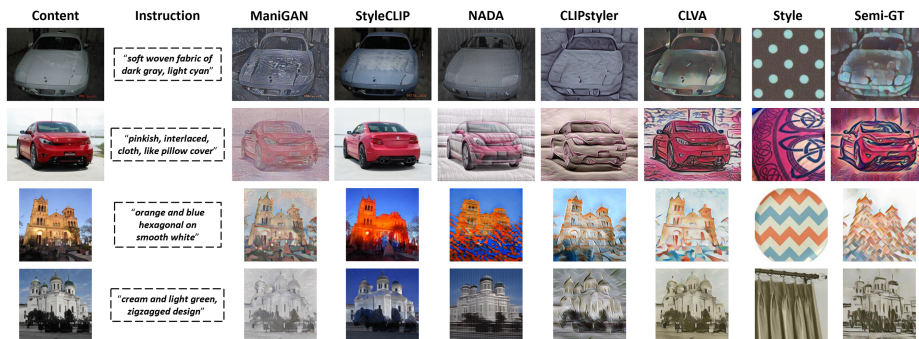 Content Instruction ManiGAN StyleCLIP NADA CLIPstyler CLVA Style Semi-GT
"soft woven fabric of
dark gray, light cyan"
"pinkish, interlaced,
cloth, like pillow cover"
"orange and blue
hexagonal on
smooth white"
"cream and light green,
zigzagged design"